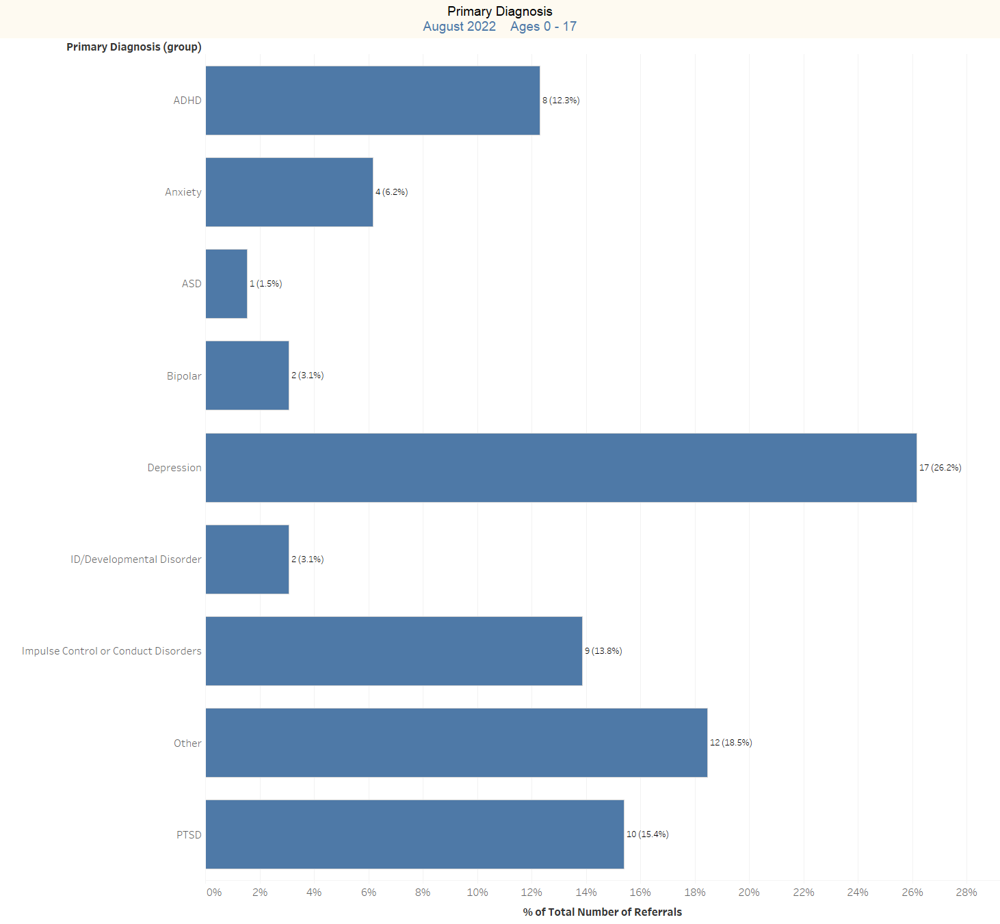 Primary Diagnosis
August 2022 Ages 0 - 17
Primary Diagnosis (group)
ADHD 8 (12.3%)
Anxiety 4 (6.2%)
ASD 1 (1.5%)
Bipolar 2 (3.1%)
Depression 17 (26.2%)
ID/Developmental Disorder 2 (3.1%)
Impulse Control or Conduct Disorders 9 (13.8%)
Other 12 (18.5%)
PTSD 10 (15.4%)
0% 2% 4% 6% 8% 10% 12% 14% 16% 18% 20% 22% 24% 26% 28%
% of Total Number of Referrals